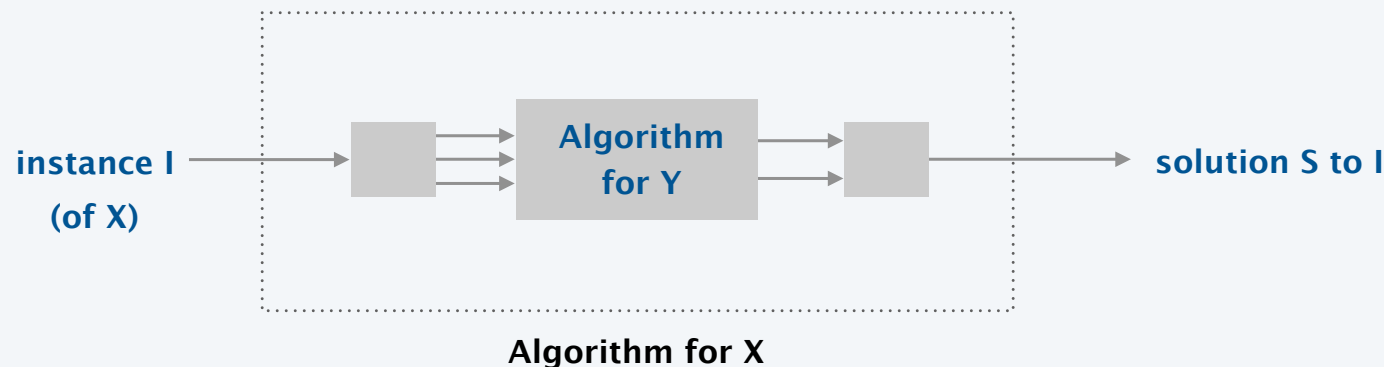 Algorithm
for Y
instance I
(of X)
solution S to I
Algorithm for X